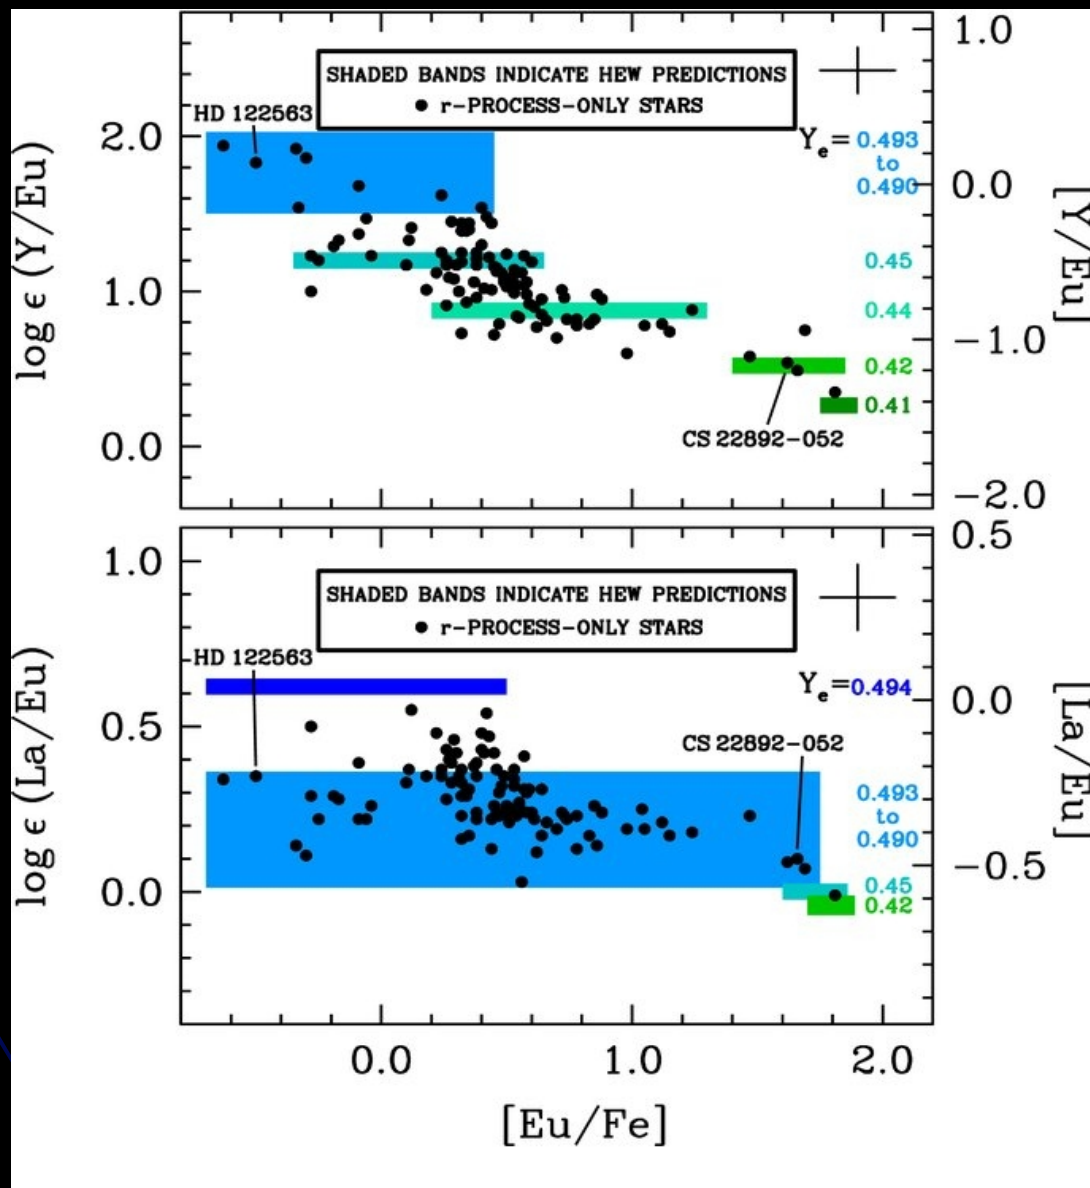 SHADED BANDS INDICATE HEW PREDICTIONS
r-PROCESS-ONLY STARS
HD 122563
1.0
2.0
Yₑ= 0.493
to
0.490
0.0
log ϵ (Y/Eu)
[Y/Eu]
0.45
1.0
0.44
−1.0
0.42
0.41
CS 22892-052
0.0
−2.0
0.5
1.0
SHADED BANDS INDICATE HEW PREDICTIONS
r-PROCESS-ONLY STARS
HD 122563
Yₑ=0.494
0.0
0.5
CS 22892-052
log ϵ (La/Eu)
[La/Eu]
0.493
to
0.490
−0.5
0.0
0.45
0.42
0.0
1.0
2.0
[Eu/Fe]